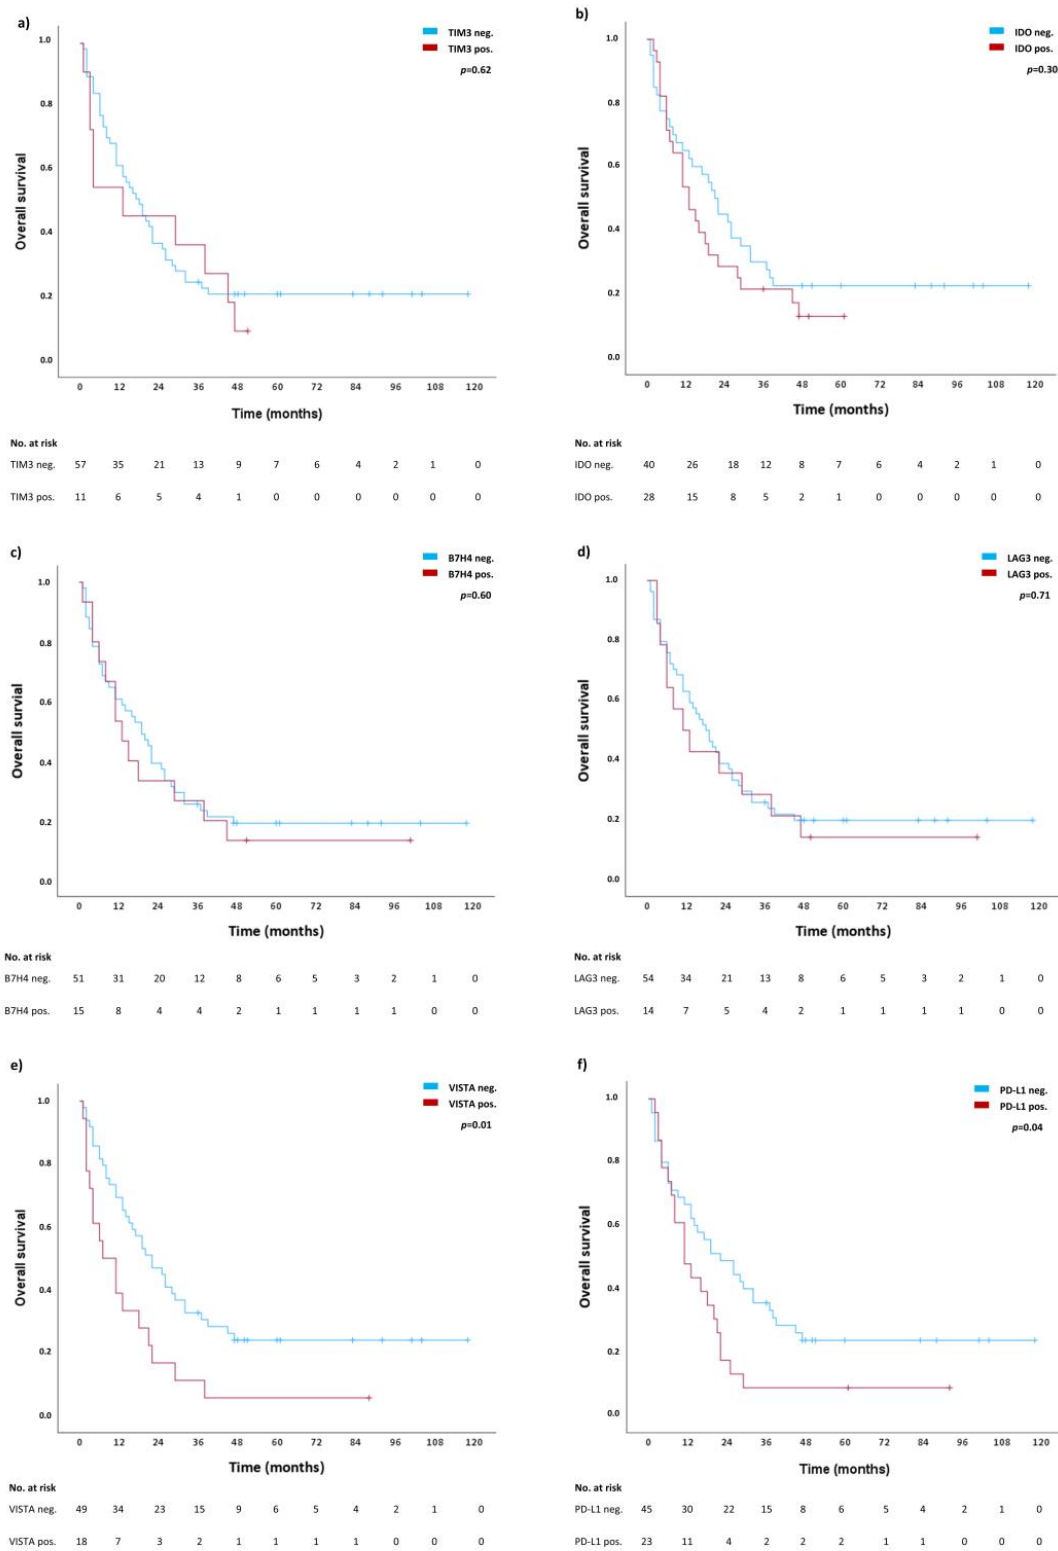 a)
TIM3 neg.
TIM3 pos.
p=0.62
Overall survival
1.0
0.8
0.6
0.4
0.2
0.0
0 12 24 36 48 60 72 84 96 108 120
Time (months)
No. at risk
TIM3 neg. 57 35 21 13 9 7 6 4 2 1 0
TIM3 pos. 11 6 5 4 1 0 0 0 0 0 0
b)
IDO neg.
IDO pos.
p=0.30
Overall survival
1.0
0.8
0.6
0.4
0.2
0.0
0 12 24 36 48 60 72 84 96 108 120
Time (months)
No. at risk
IDO neg. 40 26 18 12 8 7 6 4 2 1 0
IDO pos. 28 15 8 5 2 1 0 0 0 0 0
c)
B7H4 neg.
B7H4 pos.
p=0.60
Overall survial
1.0
0.8
0.6
0.4
0.2
0.0
0 12 24 36 48 60 72 84 96 108 120
Time (months)
No. at risk
B7H4 neg. 51 31 20 12 8 6 5 3 2 1 0
B7H4 pos. 15 8 4 4 2 1 1 1 1 0 0
d)
LAG3 neg.
LAG3 pos.
p=0.71
Overall survival
1.0
0.8
0.6
0.4
0.2
0.0
0 12 24 36 48 60 72 84 96 108 120
Time (months)
No. at risk
LAG3 neg. 54 34 21 13 8 6 5 3 2 1 0
LAG3 pos. 14 7 5 4 2 1 1 1 1 0 0
e)
VISTA neg.
VISTA pos.
p=0.01
Overall survival
1.0
0.8
0.6
0.4
0.2
0.0
0 12 24 36 48 60 72 84 96 108 120
Time (months)
No. at risk
VISTA neg. 49 34 23 15 9 6 5 4 2 1 0
VISTA pos. 18 7 3 2 1 1 1 1 0 0 0
f)
PD-L1 neg.
PD-L1 pos.
p=0.04
Overall survival
1.0
0.8
0.6
0.4
0.2
0.0
0 12 24 36 48 60 72 84 96 108 120
Time (months)
No. at risk
PD-L1 neg. 45 30 22 15 8 6 5 4 2 1 0
PD-L1 pos. 23 11 4 2 2 2 1 1 0 0 0